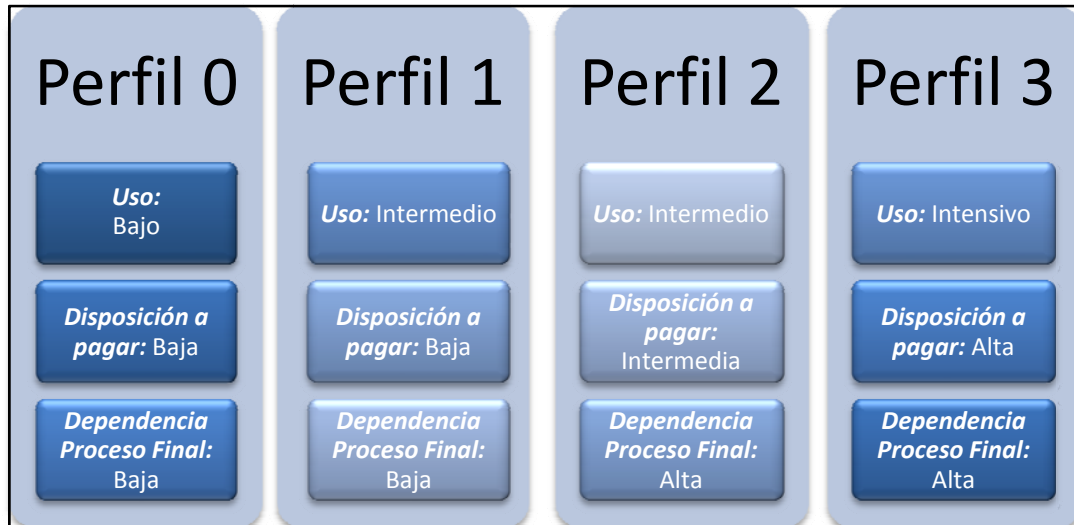 Perfil 0
Uso:
Bajo
Disposición a
pagar: Baja
Dependencia
Proceso Final:
Baja
Perfil 1
Uso: Intermedio
Disposición a
pagar: Baja
Dependencia
Proceso Final:
Baja
Perfil 2
Uso: Intermedio
Disposición a
pagar:
Intermedia
Dependencia
Proceso Final:
Alta
Perfil 3
Uso: Intensivo
Disposición a
pagar: Alta
Dependencia
Proceso Final:
Alta